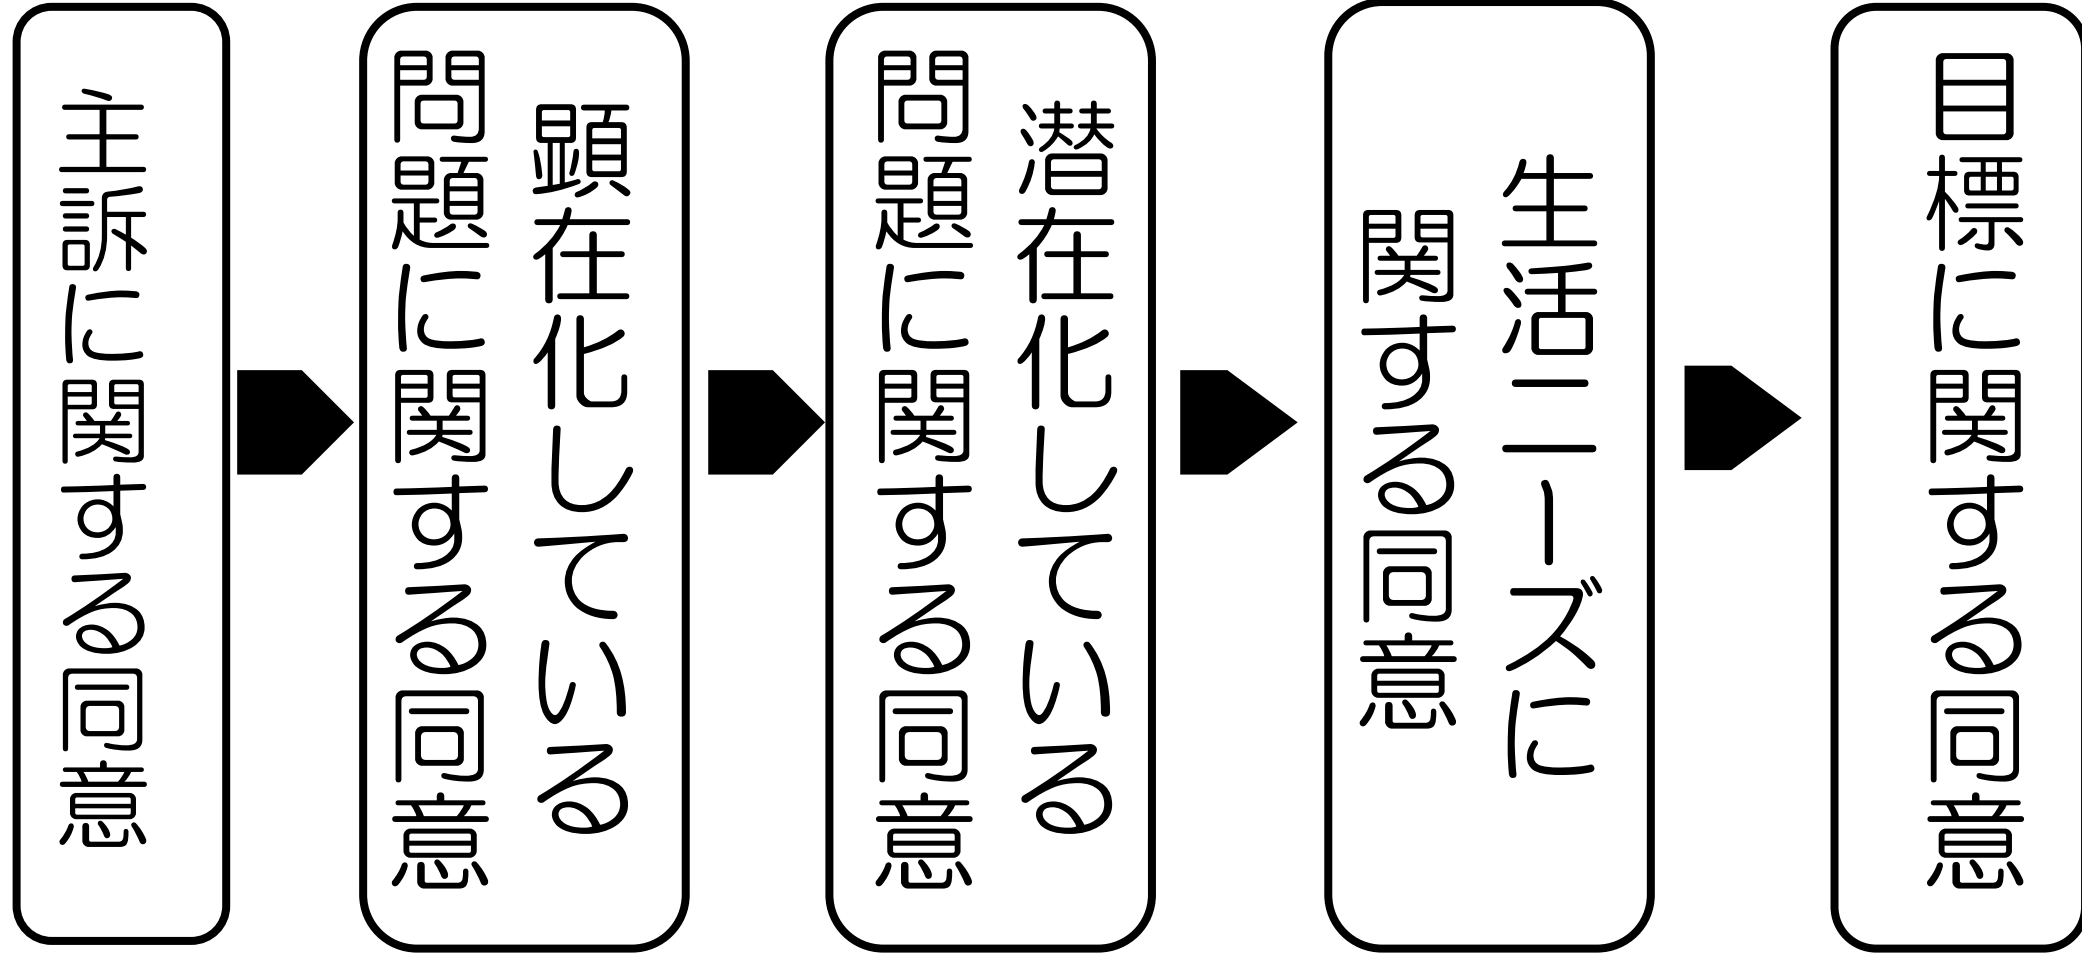 主訴に関する同意
顕在化している
問題に関する同意
潜在化している
問題に関する同意
生活ニーズに
関する同意
目標に関する同意